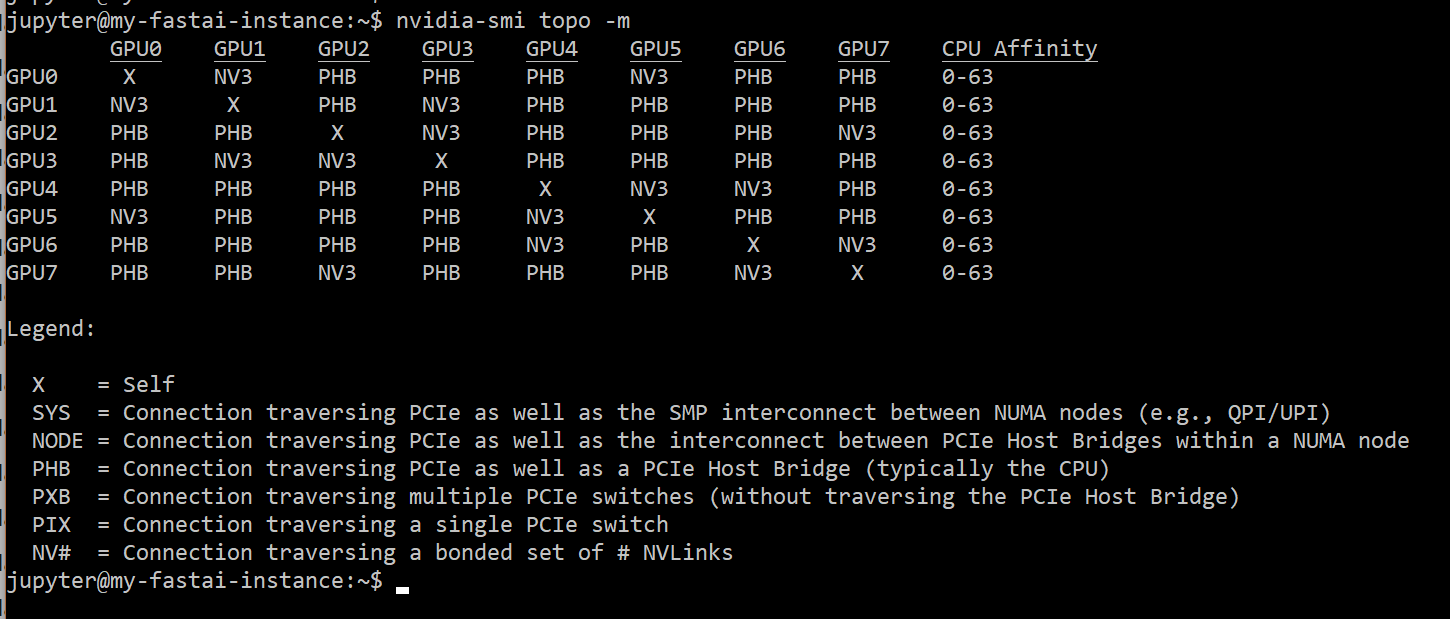 jupyter@my-fastai-instance:~$ nvidia-smi topo -m
        GPU0    GPU1    GPU2    GPU3    GPU4    GPU5    GPU6    GPU7    CPU Affinity
GPU0     X      NV3     PHB     PHB     PHB     NV3     PHB     PHB     0-63
GPU1    NV3      X      PHB     NV3     PHB     PHB     PHB     PHB     0-63
GPU2    PHB     PHB      X      NV3     PHB     PHB     PHB     NV3     0-63
GPU3    PHB     NV3     NV3      X      PHB     PHB     PHB     PHB     0-63
GPU4    PHB     PHB     PHB     PHB      X      NV3     NV3     PHB     0-63
GPU5    NV3     PHB     PHB     PHB     NV3      X      PHB     PHB     0-63
GPU6    PHB     PHB     PHB     PHB     NV3     PHB      X      NV3     0-63
GPU7    PHB     PHB     NV3     PHB     PHB     PHB     NV3      X      0-63
Legend:
  X    = Self
  SYS  = Connection traversing PCIe as well as the SMP interconnect between NUMA nodes (e.g., QPI/UPI)
  NODE = Connection traversing PCIe as well as the interconnect between PCIe Host Bridges within a NUMA node
  PHB  = Connection traversing PCIe as well as a PCIe Host Bridge (typically the CPU)
  PXB  = Connection traversing multiple PCIe switches (without traversing the PCIe Host Bridge)
  PIX  = Connection traversing a single PCIe switch
  NV#  = Connection traversing a bonded set of # NVLinks
jupyter@my-fastai-instance:~$